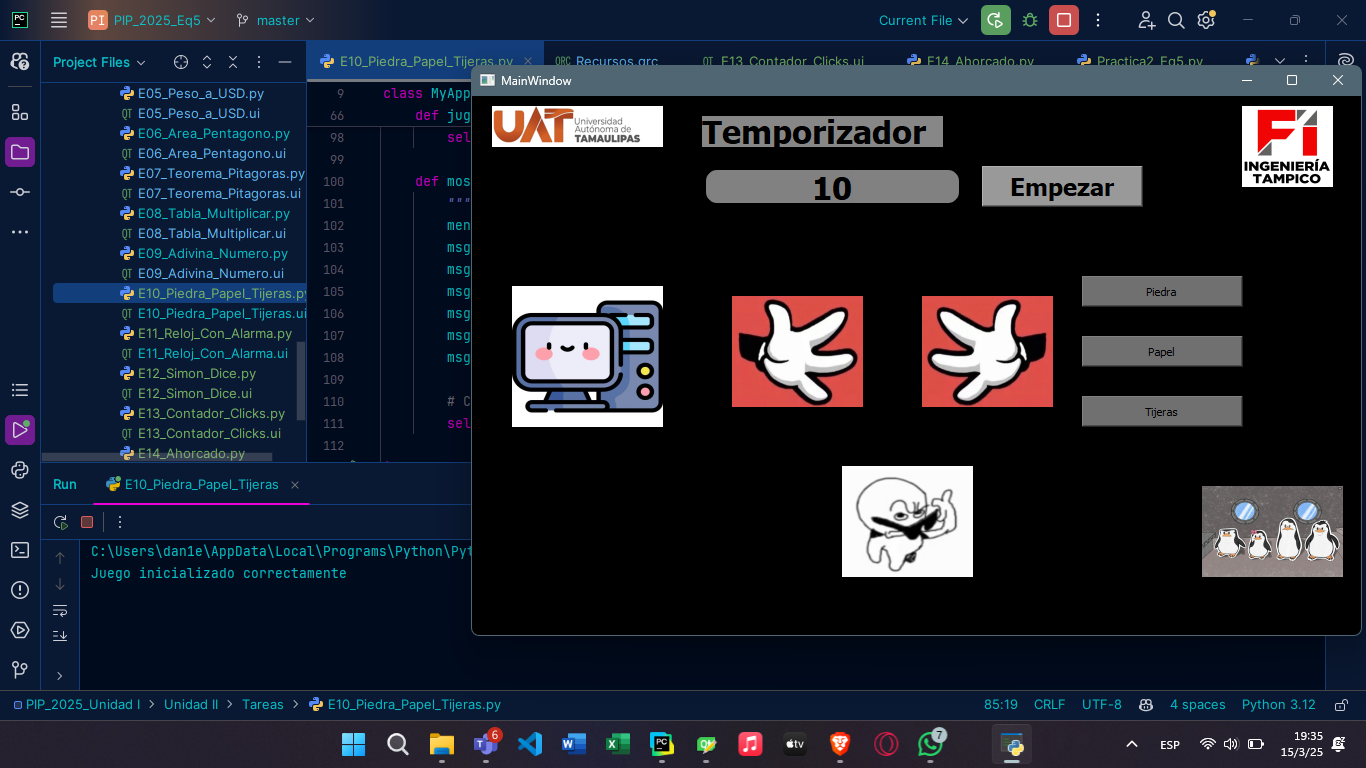 PC
PI PIP_2025_Eq5
master
Current File
Project Files
E05_Peso_a_USD.py
E05_Peso_a_USD.ui
E06_Area_Pentagono.py
E06_Area_Pentagono.ui
E07_Teorema_Pitagoras.py
E07_Teorema_Pitagoras.ui
E08_Tabla_Multiplicar.py
E08_Tabla_Multiplicar.ui
E09_Adivina_Numero.py
E09_Adivina_Numero.ui
E10_Piedra_Papel_Tijeras.py
E10_Piedra_Papel_Tijeras.ui
E11_Reloj_Con_Alarma.py
E11_Reloj_Con_Alarma.ui
E12_Simon_Dice.py
E12_Simon_Dice.ui
E13_Contador_Clicks.py
E13_Contador_Clicks.ui
E14_Ahorcado.py
E10_Piedra_Papel_Tijeras.py
Recursos.qrc
E13_Contador_Clicks.ui
E14_Ahorcado.py
Practica2_Eq5.py
9 class MyApp
66 def jug
98 sel
99
100 def mos
101 """
102 men
103 msg
104 msg
105 msg
106 msg
107 msg
108 msg
109
110 # C
111 sel
112
MainWindow
UAT Universidad
Autónoma de
TAMAULIPAS
Temporizador
10
Empezar
Fi
INGENIERÍA
TAMPICO
Piedra
Papel
Tijeras
Run
E10_Piedra_Papel_Tijeras
C:\Users\dan1e\AppData\Local\Programs\Python\Pyt
Juego inicializado correctamente
PIP_2025_Unidad I > Unidad II > Tareas > E10_Piedra_Papel_Tijeras.py
85:19 CRLF UTF-8 4 spaces Python 3.12
6
PC
tv
7
ESP
19:35
15/3/25